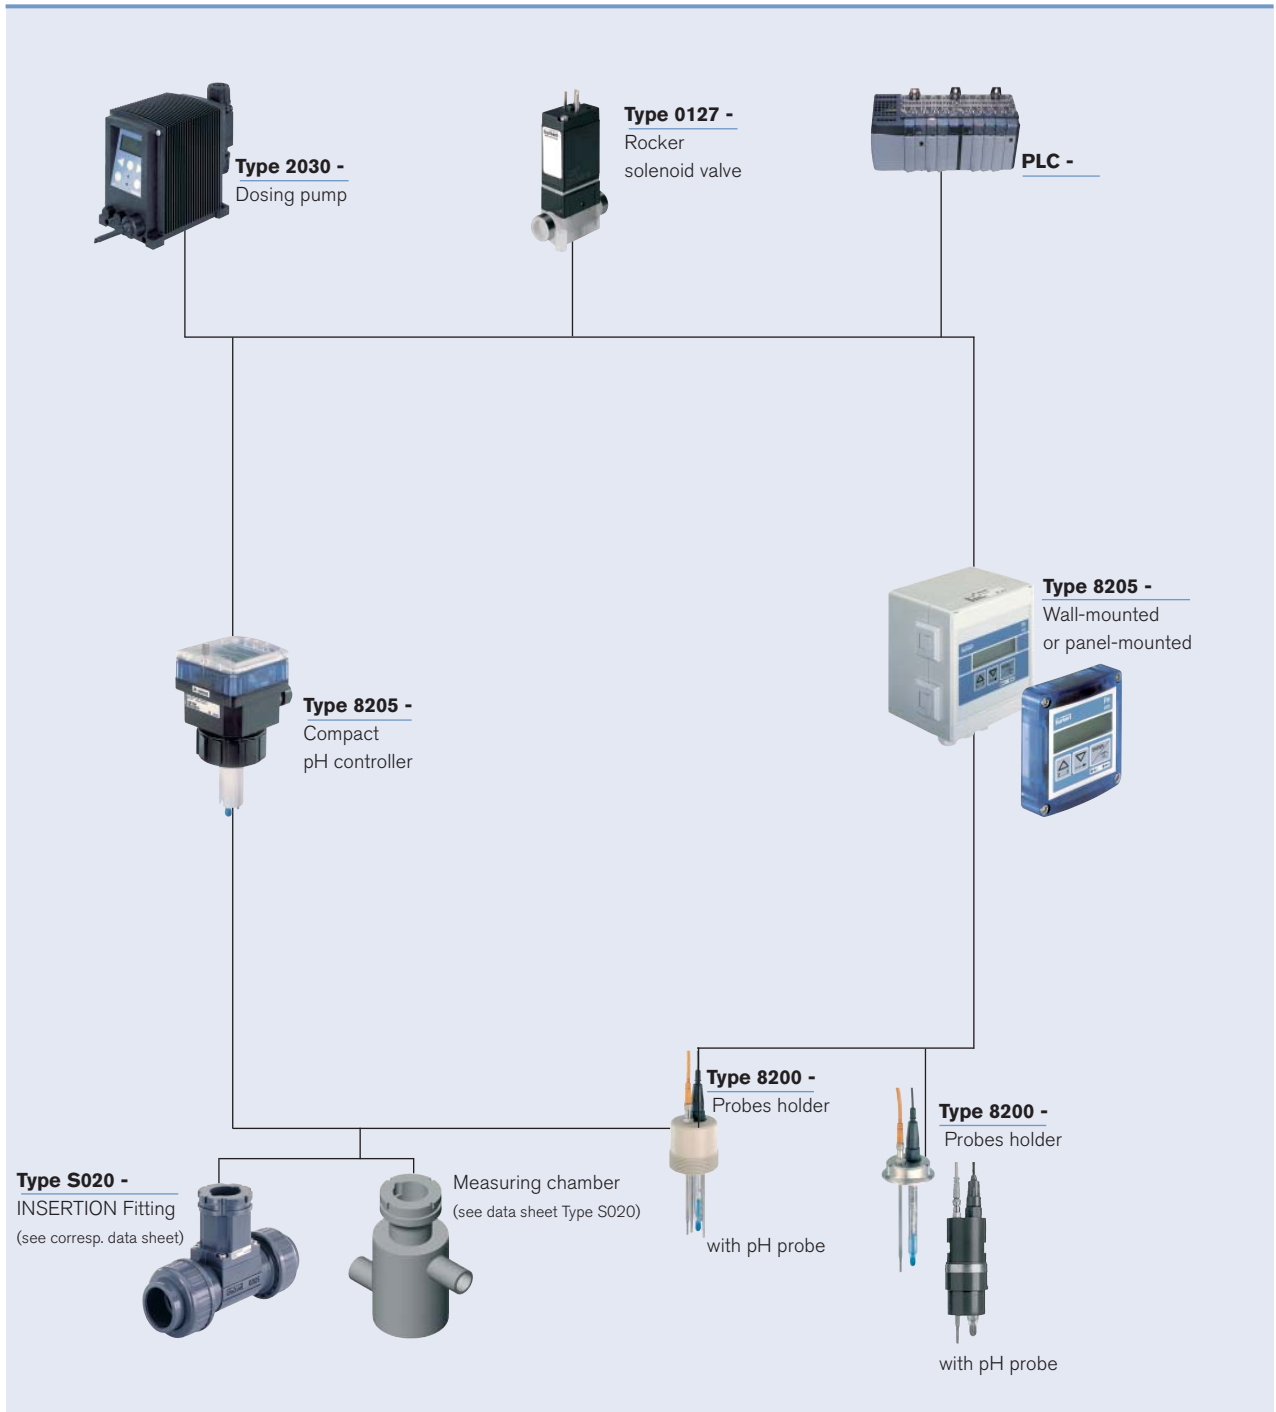 Type 2030 -
Dosing pump
Type 0127 -
Rocker
solenoid valve
PLC -
Type 8205 -
Wall-mounted
or panel-mounted
Type 8205 -
Compact
pH controller
Type 8200 -
Probes holder
with pH probe
Type 8200 -
Probes holder
with pH probe
Type S020 -
INSERTION Fitting
(see corresp. data sheet)
Measuring chamber
(see data sheet Type S020)